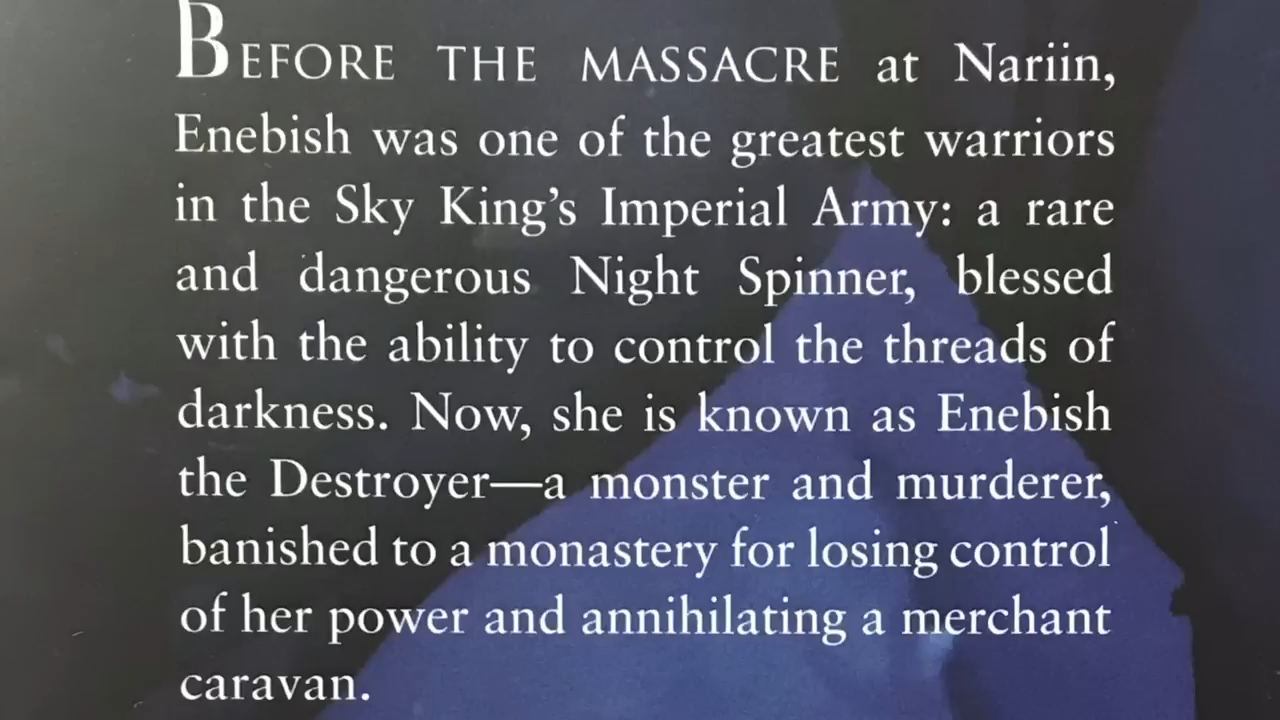 BEFORE THE MASSACRE at Nariin,
Enebish was one of the greatest warriors
in the Sky King’s Imperial Army: a rare
and dangerous Night Spinner, blessed
with the ability to control the threads of
darkness. Now, she is known as Enebish
the Destroyer—a monster and murderer,
banished to a monastery for losing control
of her power and annihilating a merchant
caravan.